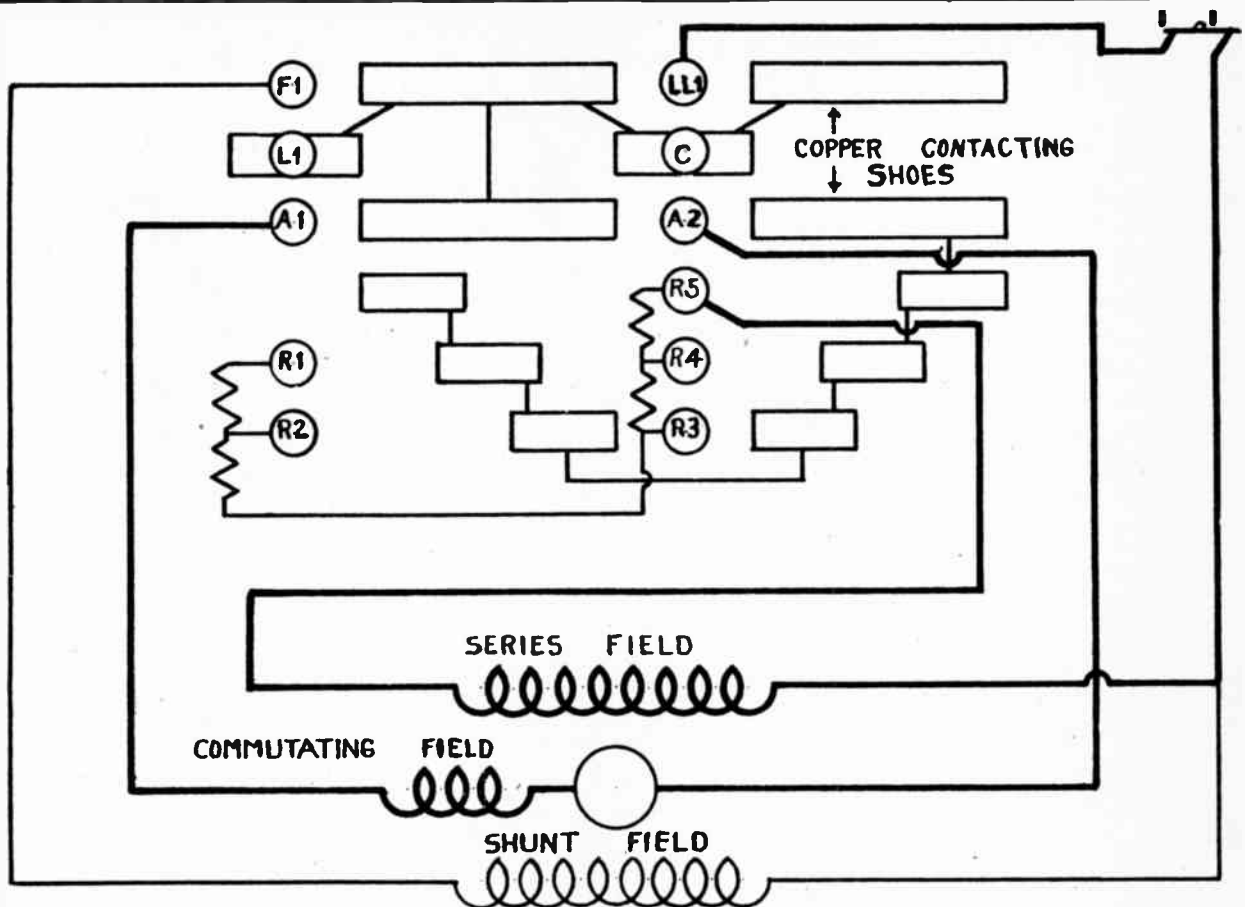 F1
LL1
L1
C
COPPER CONTACTING
SHOES
A1
A2
R5
R1
R4
R2
R3
SERIES FIELD
COMMUTATING FIELD
SHUNT FIELD